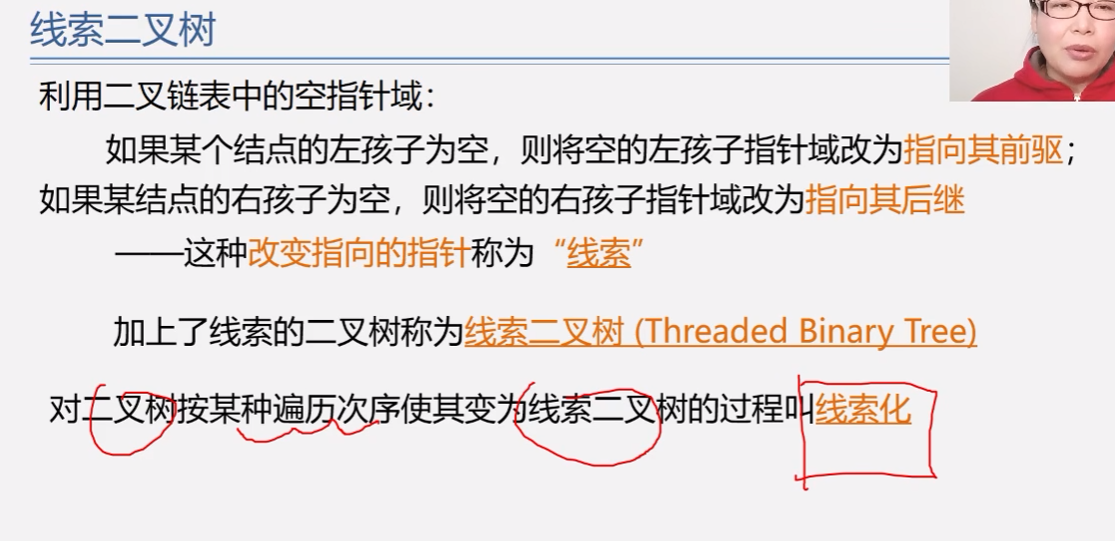 线索二叉树
利用二叉链表中的空指针域：
如果某个结点的左孩子为空，则将空的左孩子指针域改为指向其前驱；
如果某结点的右孩子为空，则将空的右孩子指针域改为指向其后继
——这种改变指向的指针称为“线索”
加上了线索的二叉树称为线索二叉树 (Threaded Binary Tree)
对二叉树按某种遍历次序使其变为线索二叉树的过程叫线索化